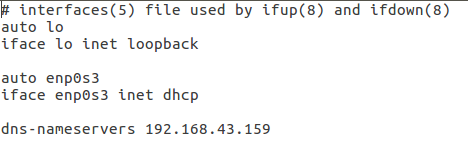 # interfaces(5) file used by ifup(8) and ifdown(8)
auto lo
iface lo inet loopback

auto enp0s3
iface enp0s3 inet dhcp

dns-nameservers 192.168.43.159